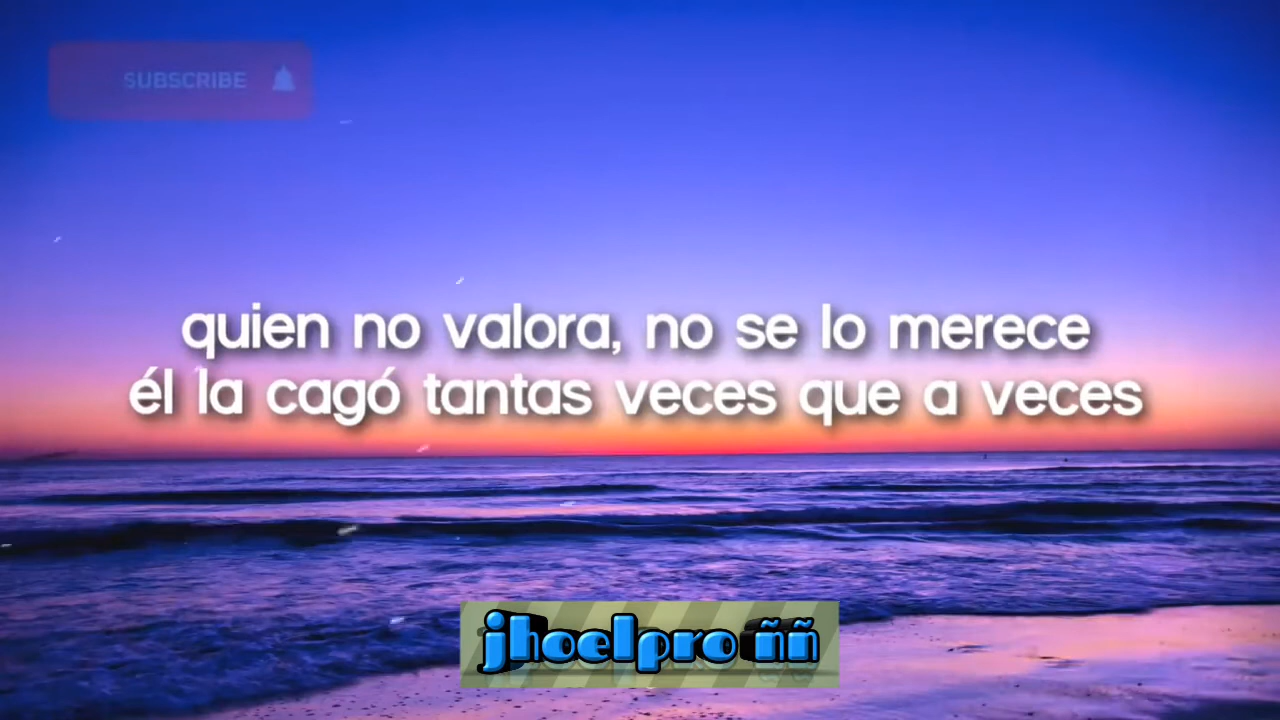 SUBSCRIBE
quien no valora, no se lo merece
él la cagó tantas veces que a veces
jhoelpro ññ